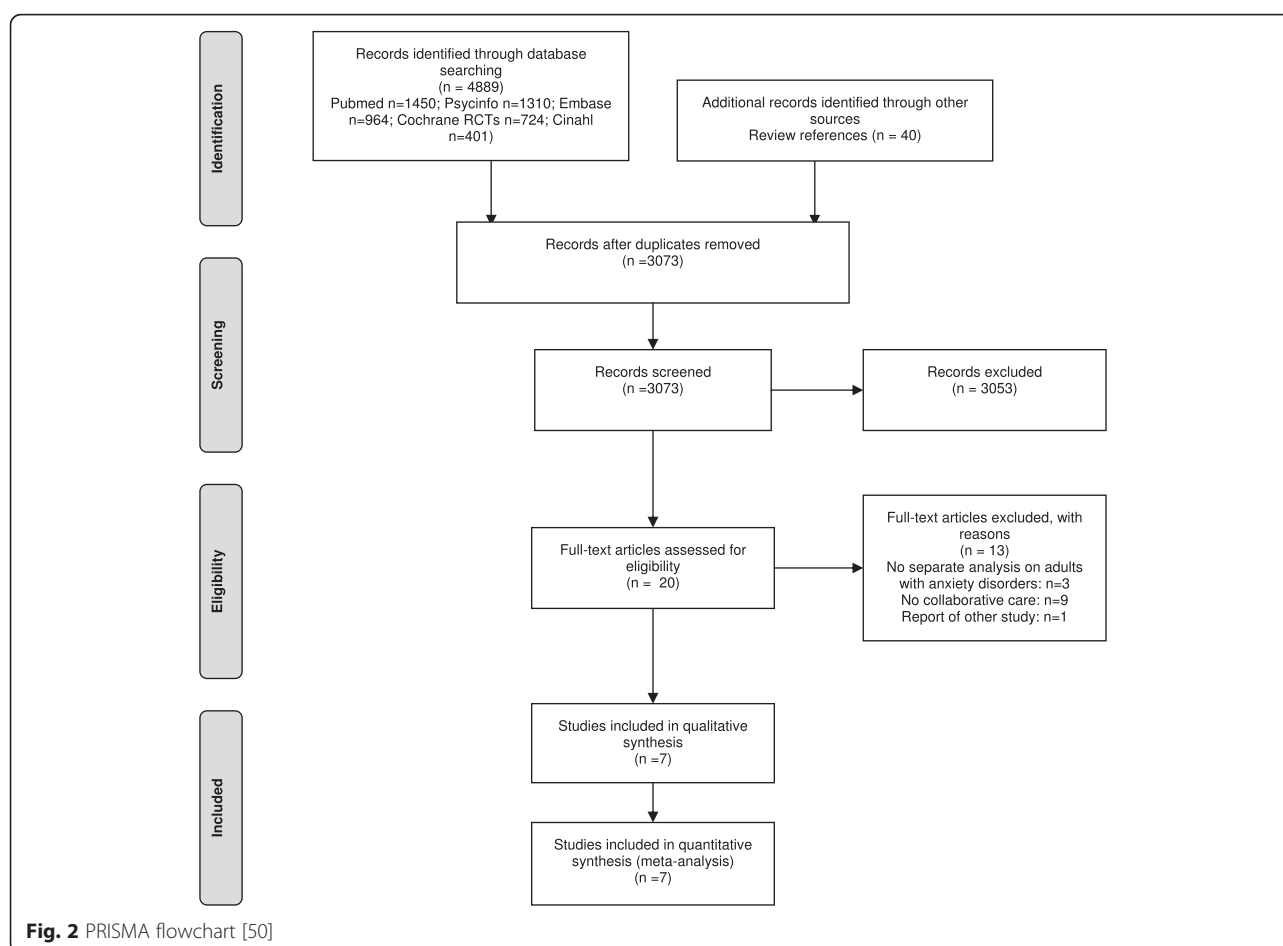 Identification
Records identified through database
searching
(n = 4889)
Pubmed n=1450; Psycinfo n=1310; Embase
n=964; Cochrane RCTs n=724; Cinahl
n=401)
Additional records identified through other
sources
Review references (n = 40)
Records after duplicates removed
(n =3073)
Screening
Records screened
(n =3073)
Records excluded
(n = 3053)
Eligibility
Full-text articles assessed for
eligibility
(n = 20)
Full-text articles excluded, with
reasons
(n = 13)
No separate analysis on adults
with anxiety disorders: n=3
No collaborative care: n=9
Report of other study: n=1
Included
Studies included in qualitative
synthesis
(n =7)
Studies included in quantitative
synthesis (meta-analysis)
(n =7)
Fig. 2 PRISMA flowchart [50]